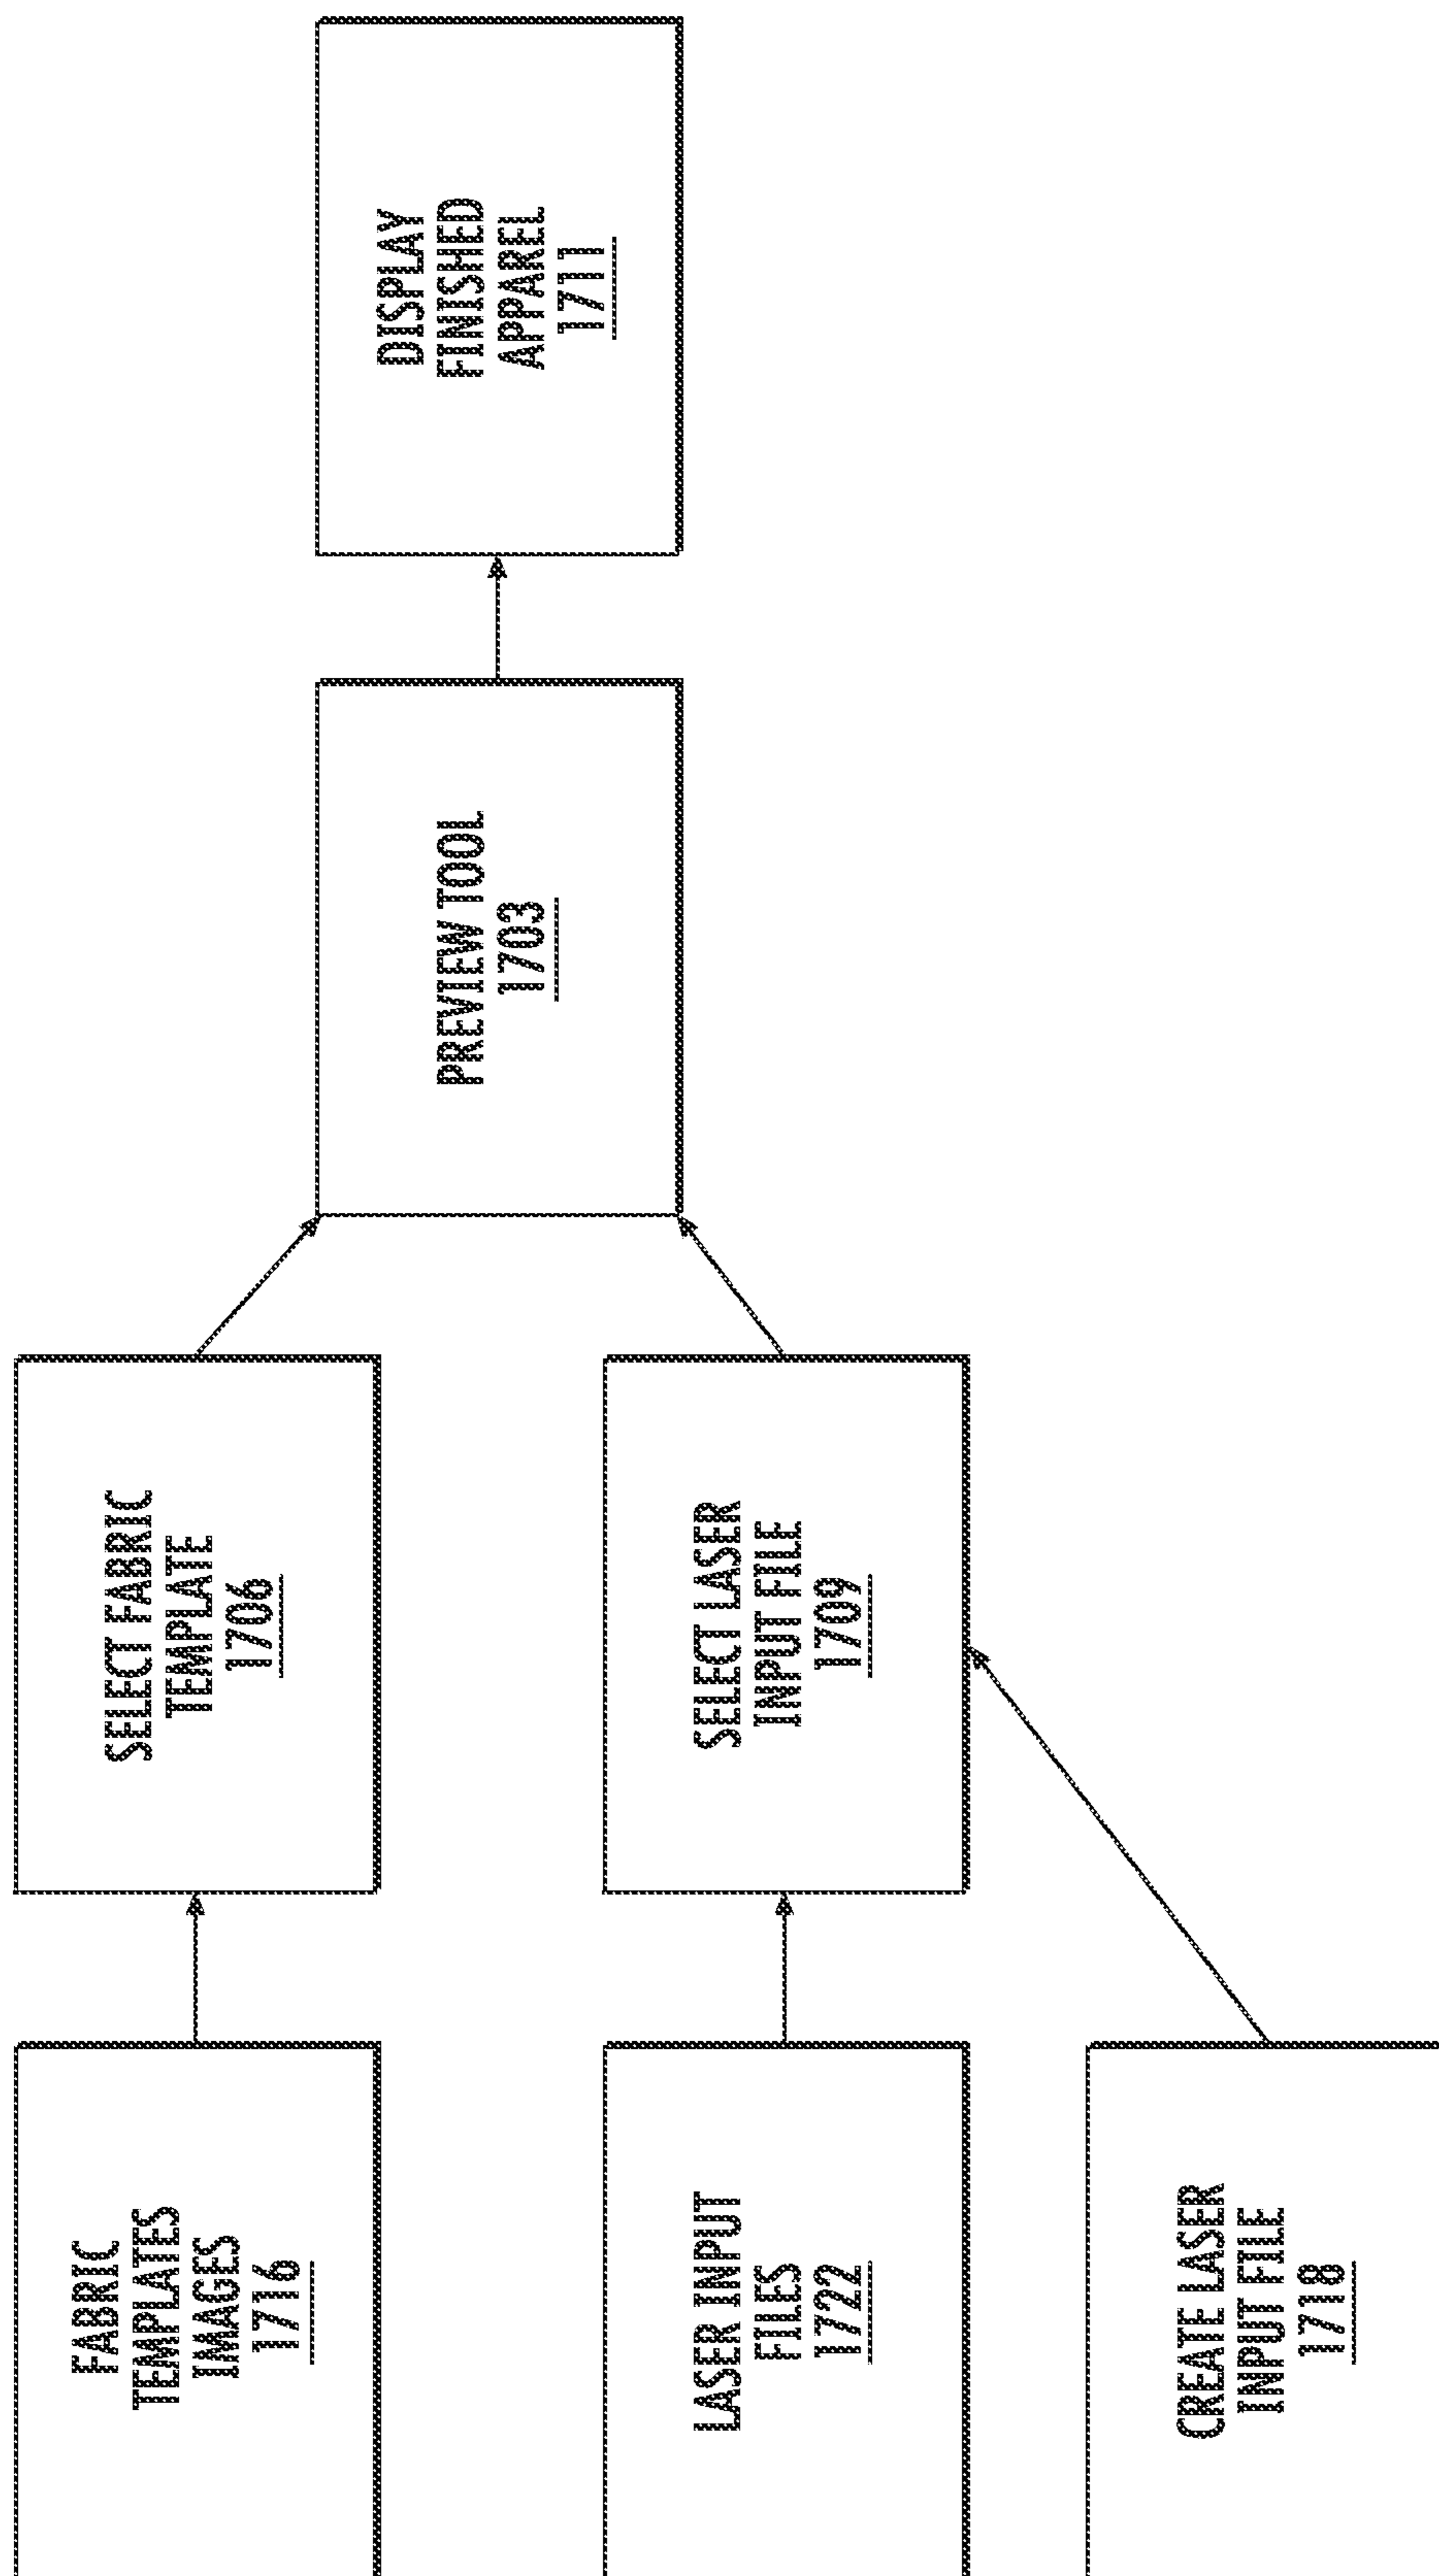 FABRIC
TEMPLATES
IMAGES
1716
SELECT FABRIC
TEMPLATE
1706
PREVIEW TOOL
1703
DISPLAY
FINISHED
APPAREL
1711
LASER INPUT
FILES
1722
SELECT LASER
INPUT FILE
1709
CREATE LASER
INPUT FILE
1718